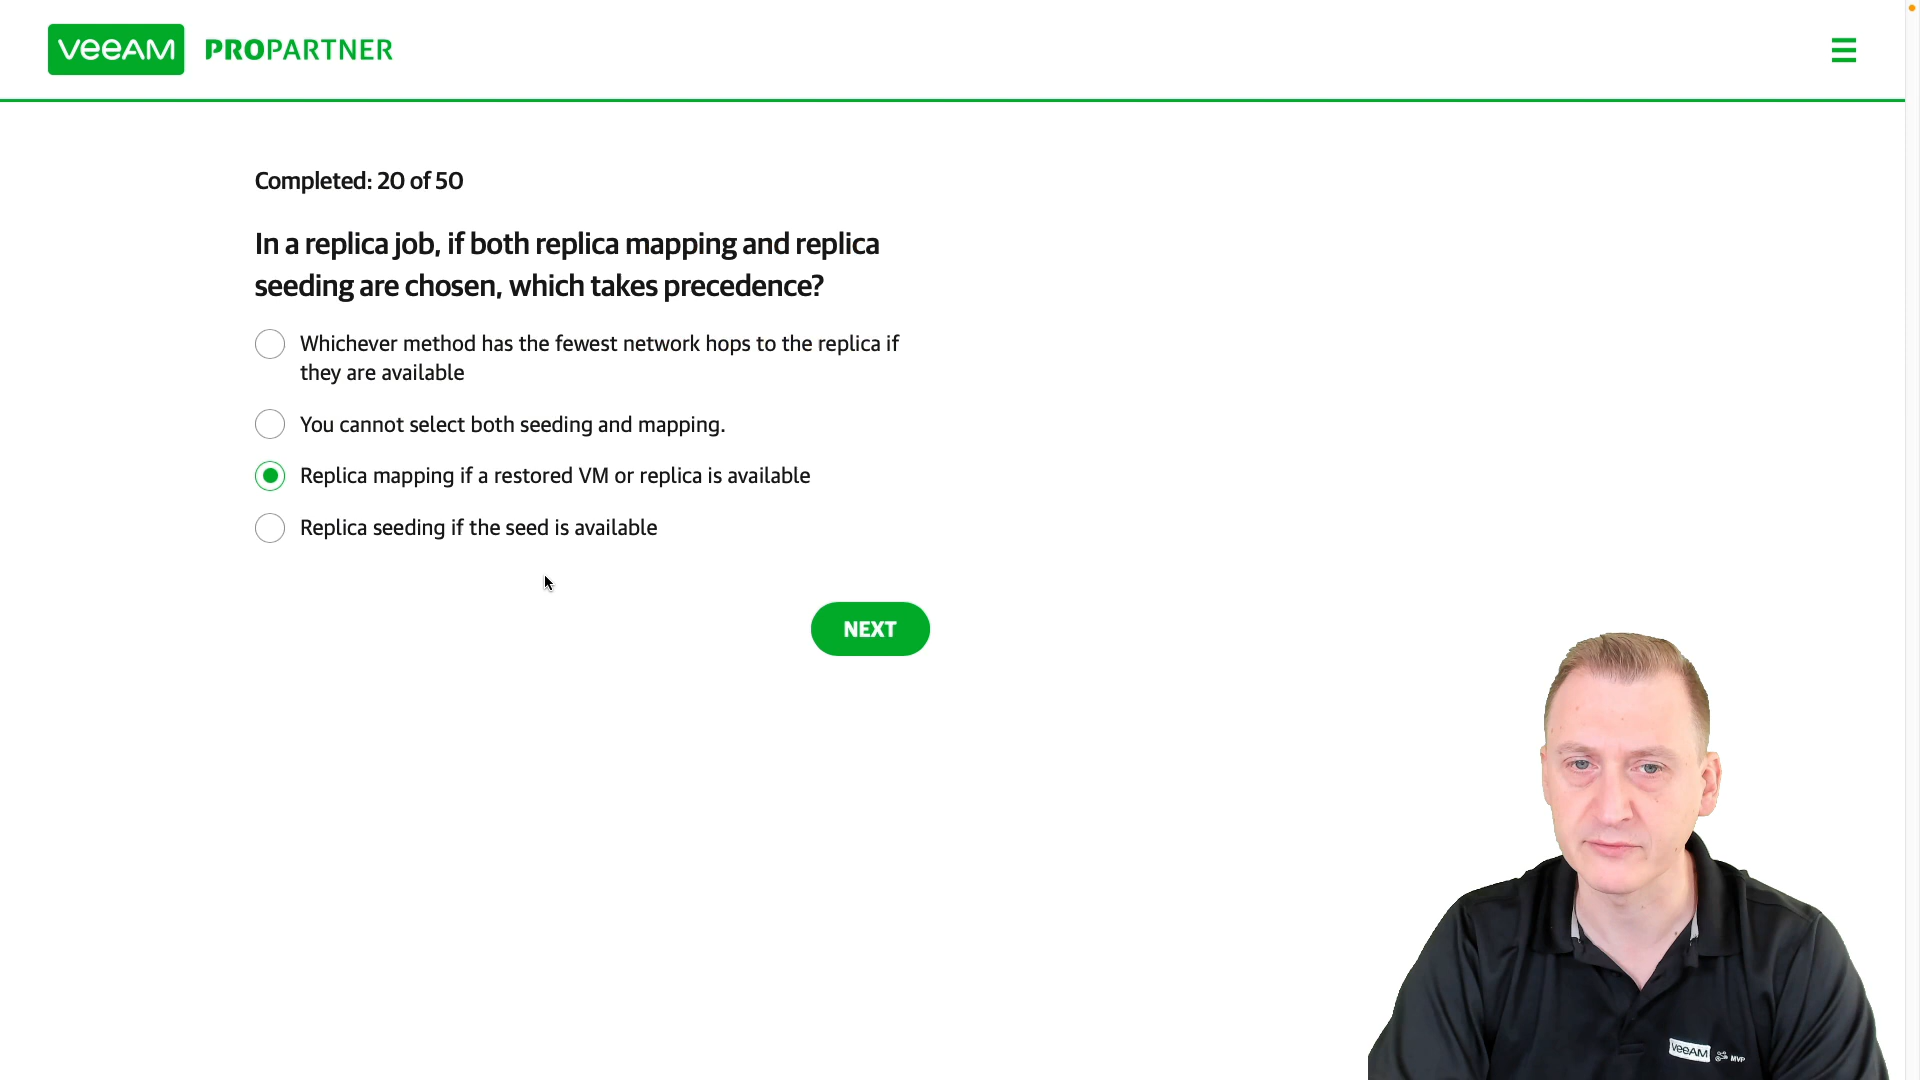 veeAM PROPARTNER
Completed: 20 of 50
In a replica job, if both replica mapping and replica
seeding are chosen, which takes precedence?
Whichever method has the fewest network hops to the replica if
they are available
You cannot select both seeding and mapping.
Replica mapping if a restored VM or replica is available
Replica seeding if the seed is available
NEXT
veeAM MVP